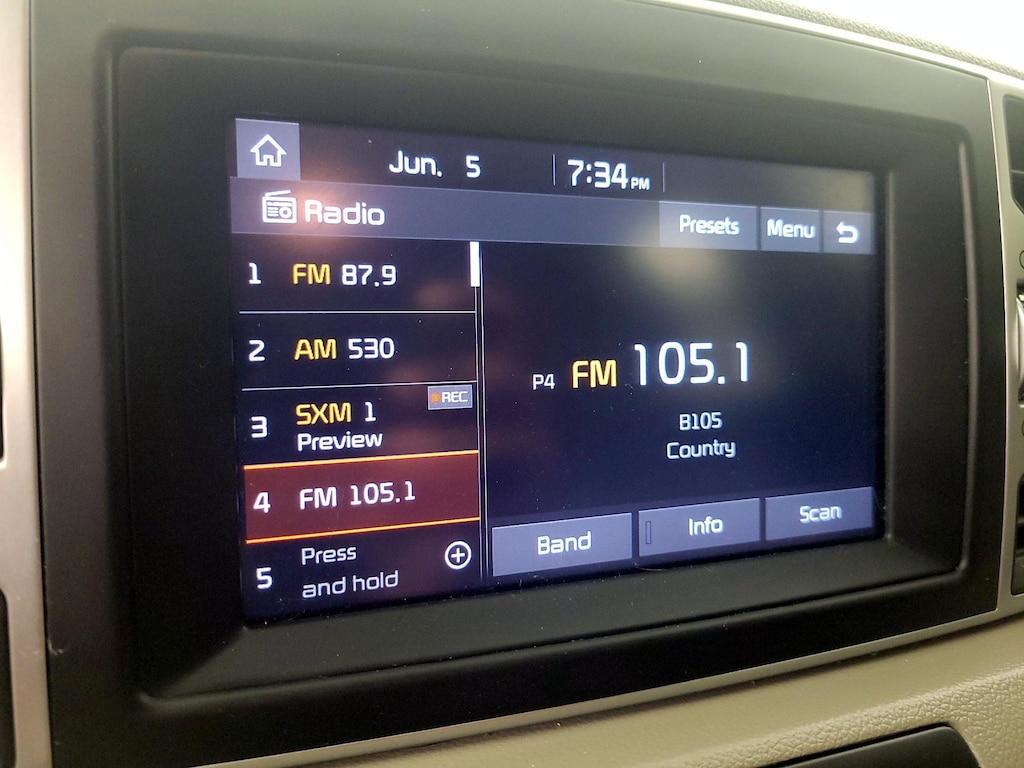 Jun. 5 7:34 PM
Radio
Presets Menu
1 FM 87.9
2 AM 530
3 SXM 1 REC
Preview
4 FM 105.1
5 Press
and hold
P4 FM 105.1
B105
Country
Band Info Scan